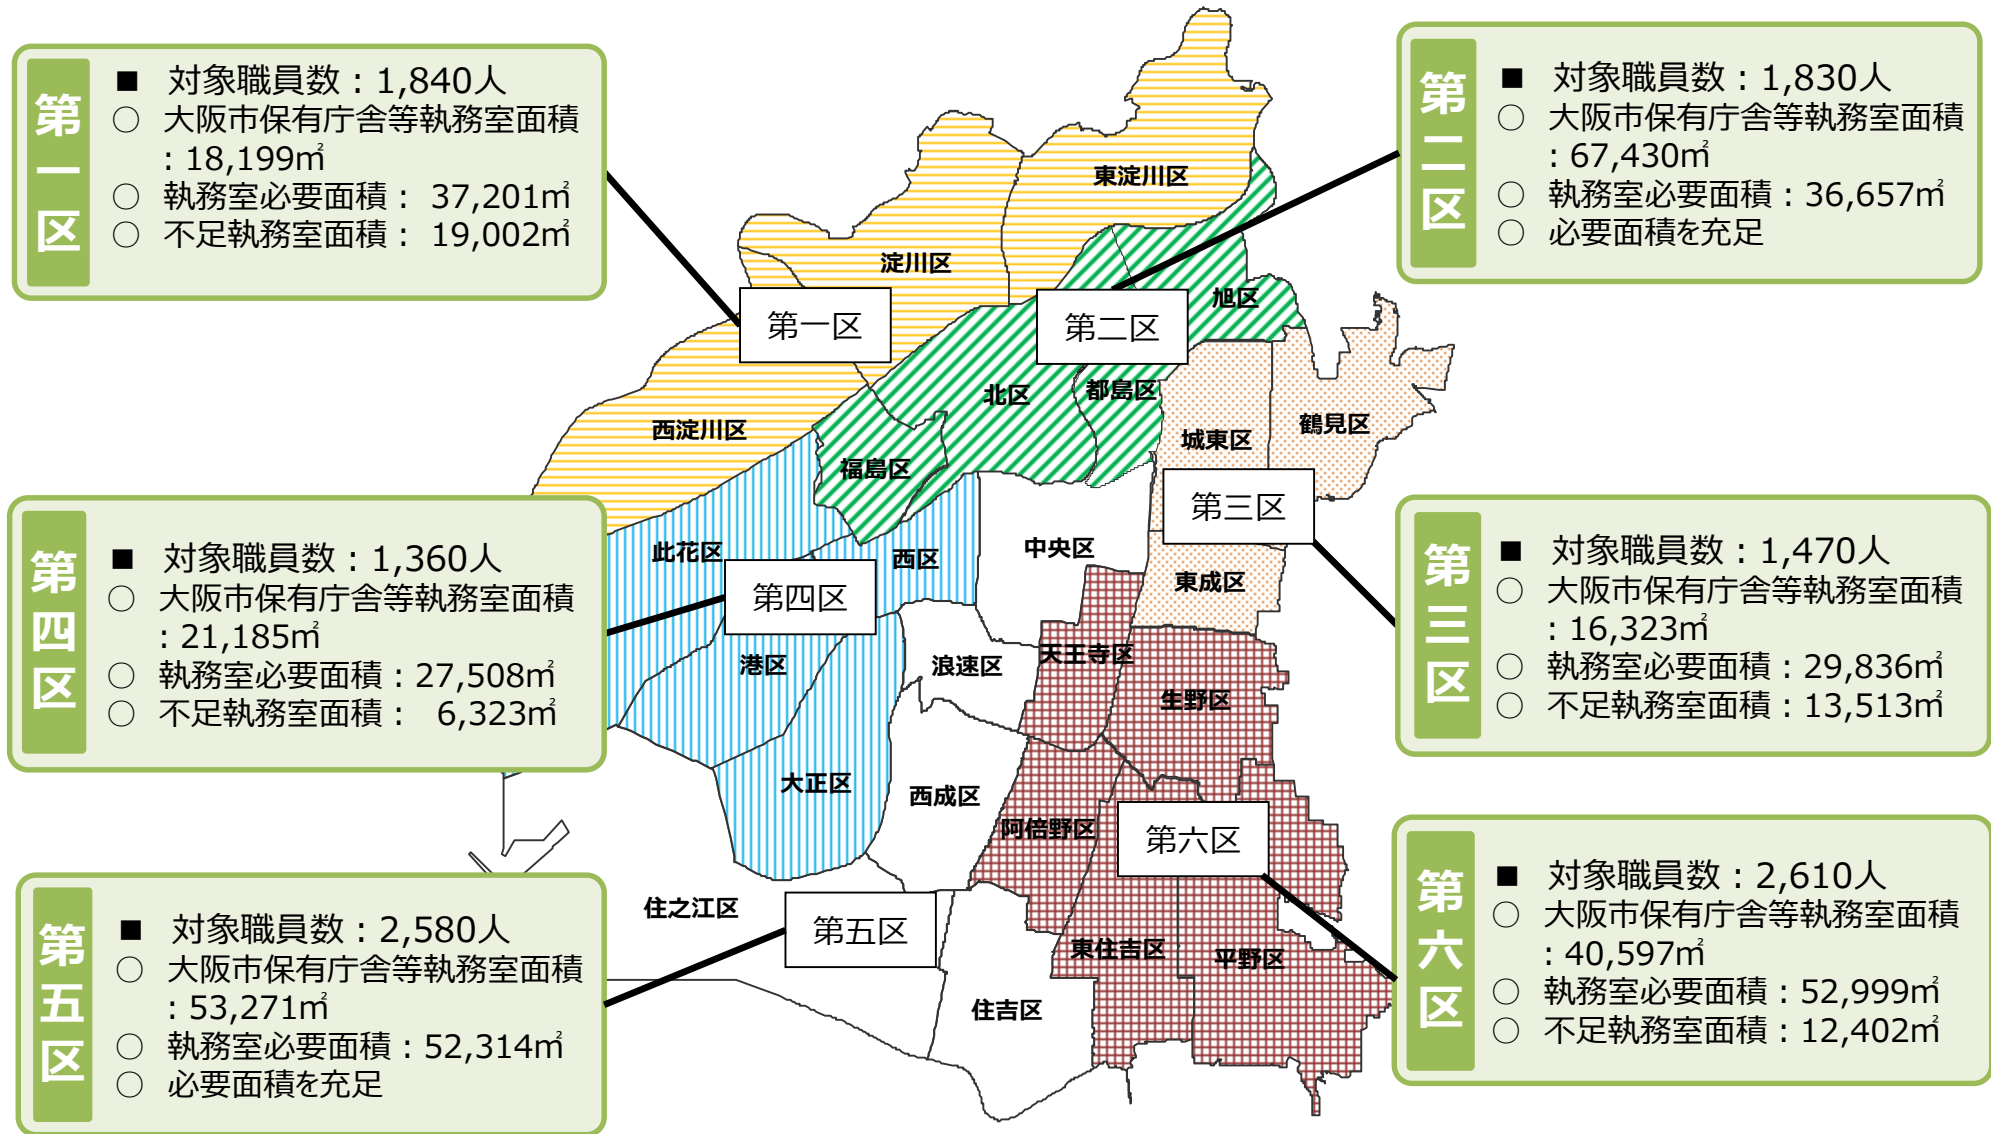 第一区
■ 対象職員数：1,840人
○ 大阪市保有庁舎等執務室面積
：18,199㎡
○ 執務室必要面積： 37,201㎡
○ 不足執務室面積： 19,002㎡
第二区
■ 対象職員数：1,830人
○ 大阪市保有庁舎等執務室面積
：67,430㎡
○ 執務室必要面積：36,657㎡
○ 必要面積を充足
第四区
■ 対象職員数：1,360人
○ 大阪市保有庁舎等執務室面積
：21,185㎡
○ 執務室必要面積：27,508㎡
○ 不足執務室面積： 6,323㎡
第三区
■ 対象職員数：1,470人
○ 大阪市保有庁舎等執務室面積
：16,323㎡
○ 執務室必要面積：29,836㎡
○ 不足執務室面積：13,513㎡
第五区
■ 対象職員数：2,580人
○ 大阪市保有庁舎等執務室面積
：53,271㎡
○ 執務室必要面積：52,314㎡
○ 必要面積を充足
第六区
■ 対象職員数：2,610人
○ 大阪市保有庁舎等執務室面積
：40,597㎡
○ 執務室必要面積：52,999㎡
○ 不足執務室面積：12,402㎡
東淀川区
淀川区
旭区
第一区
第二区
北区
都島区
西淀川区
鶴見区
城東区
福島区
第三区
此花区
西区
中央区
東成区
第四区
港区
浪速区
天王寺区
生野区
大正区
西成区
阿倍野区
第六区
住之江区
第五区
東住吉区
平野区
住吉区